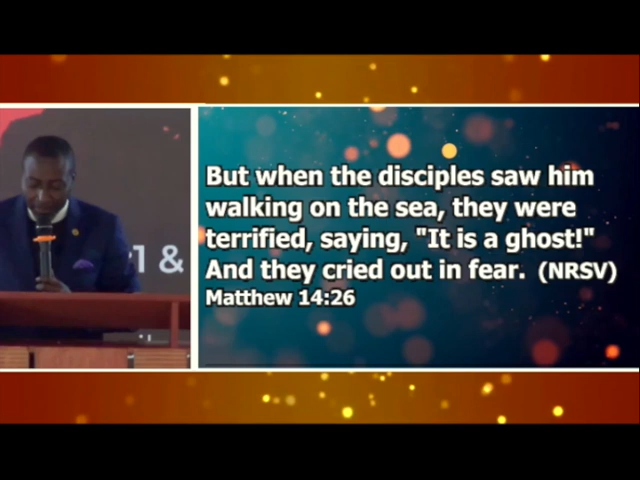 1 &
But when the disciples saw him
walking on the sea, they were
terrified, saying, "It is a ghost!"
And they cried out in fear. (NRSV)
Matthew 14:26